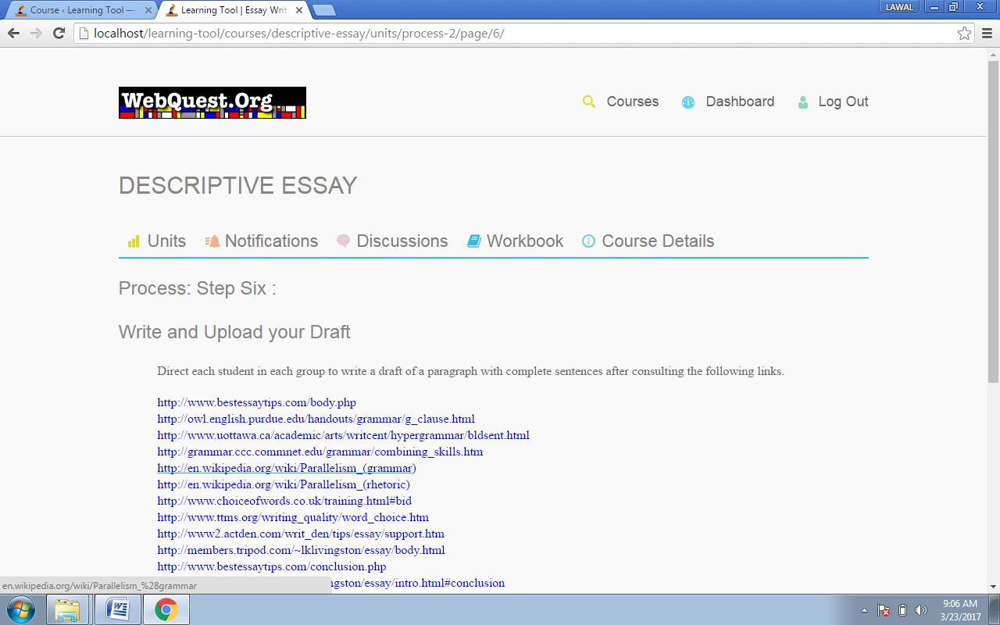 Course ‹ Learning Tool —
Learning Tool | Essay Writ
LAWAL
localhost/learning-tool/courses/descriptive-essay/units/process-2/page/6/
WebQuest.Org
Courses
Dashboard
Log Out
DESCRIPTIVE ESSAY
Units
Notifications
Discussions
Workbook
Course Details
Process: Step Six :
Write and Upload your Draft
Direct each student in each group to write a draft of a paragraph with complete sentences after consulting the following links.
http://www.bestessaytips.com/body.php
http://owl.english.purdue.edu/handouts/grammar/g_clause.html
http://www.uottawa.ca/academic/arts/writcent/hypergrammar/bldsent.html
http://grammar.ccc.commnet.edu/grammar/combining_skills.htm
http://en.wikipedia.org/wiki/Parallelism_(grammar)
http://en.wikipedia.org/wiki/Parallelism_(rhetoric)
http://www.choiceofwords.co.uk/training.html#bid
http://www.ttms.org/writing_quality/word_choice.htm
http://www2.actden.com/writ_den/tips/essay/support.htm
http://members.tripod.com/~lklivingston/essay/body.html
http://www.bestessaytips.com/conclusion.php
ngston/essay/intro.html#conclusion
en.wikipedia.org/wiki/Parallelism_%28grammar
9:06 AM
3/23/2017